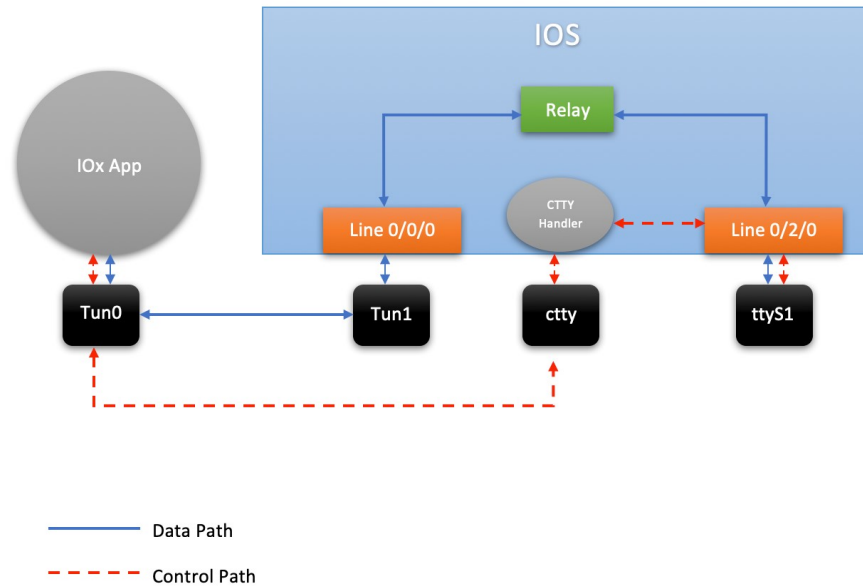 IOS
Relay
IOx App
CTTY
Handler
Line 0/0/0
Line 0/2/0
Tun0
Tun1
ctty
ttyS1
Data Path
Control Path